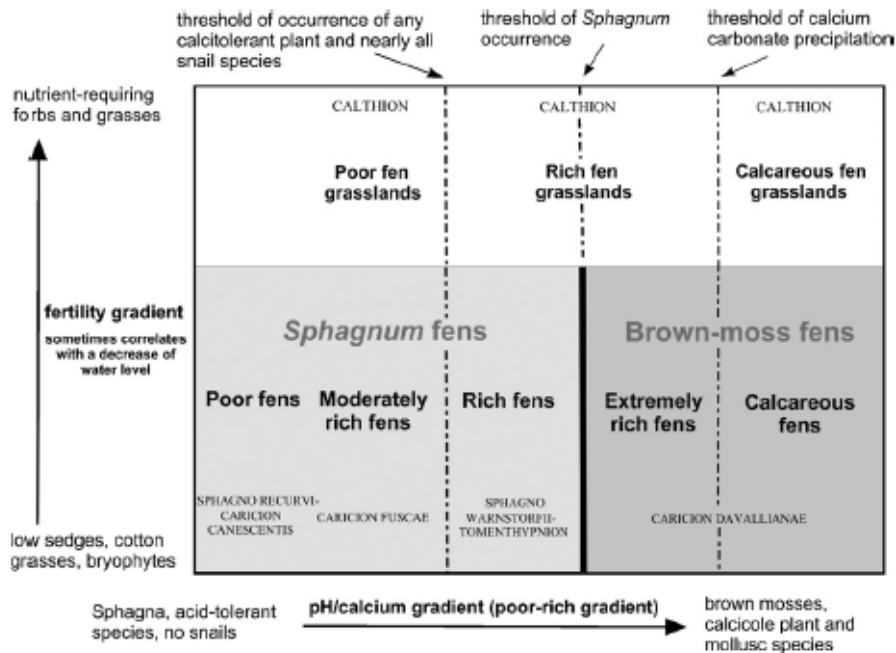 threshold of occurrence of any
calcitolerant plant and nearly all
snail species
threshold of Sphagnum
occurrence
threshold of calcium
carbonate precipitation
nutrient-requiring
forbs and grasses
CALTHION
CALTHION
CALTHION
Poor fen
grasslands
Rich fen
grasslands
Calcareous fen
grasslands
fertility gradient
sometimes correlates
with a decrease of
water level
Sphagnum fens
Brown-moss fens
Poor fens
Moderately
rich fens
Rich fens
Extremely
rich fens
Calcareous
fens
SPHAGNO RECURVI-
CARICION
CANESCENTIS
CARICION FUSCAE
SPHAGNO
WARNSTORFII-
TOMENTHYPNION
CARICION DAVALLIANAE
low sedges, cotton
grasses, bryophytes
Sphagna, acid-tolerant
species, no snails
pH/calcium gradient (poor-rich gradient)
brown mosses,
calcicole plant and
mollusc species